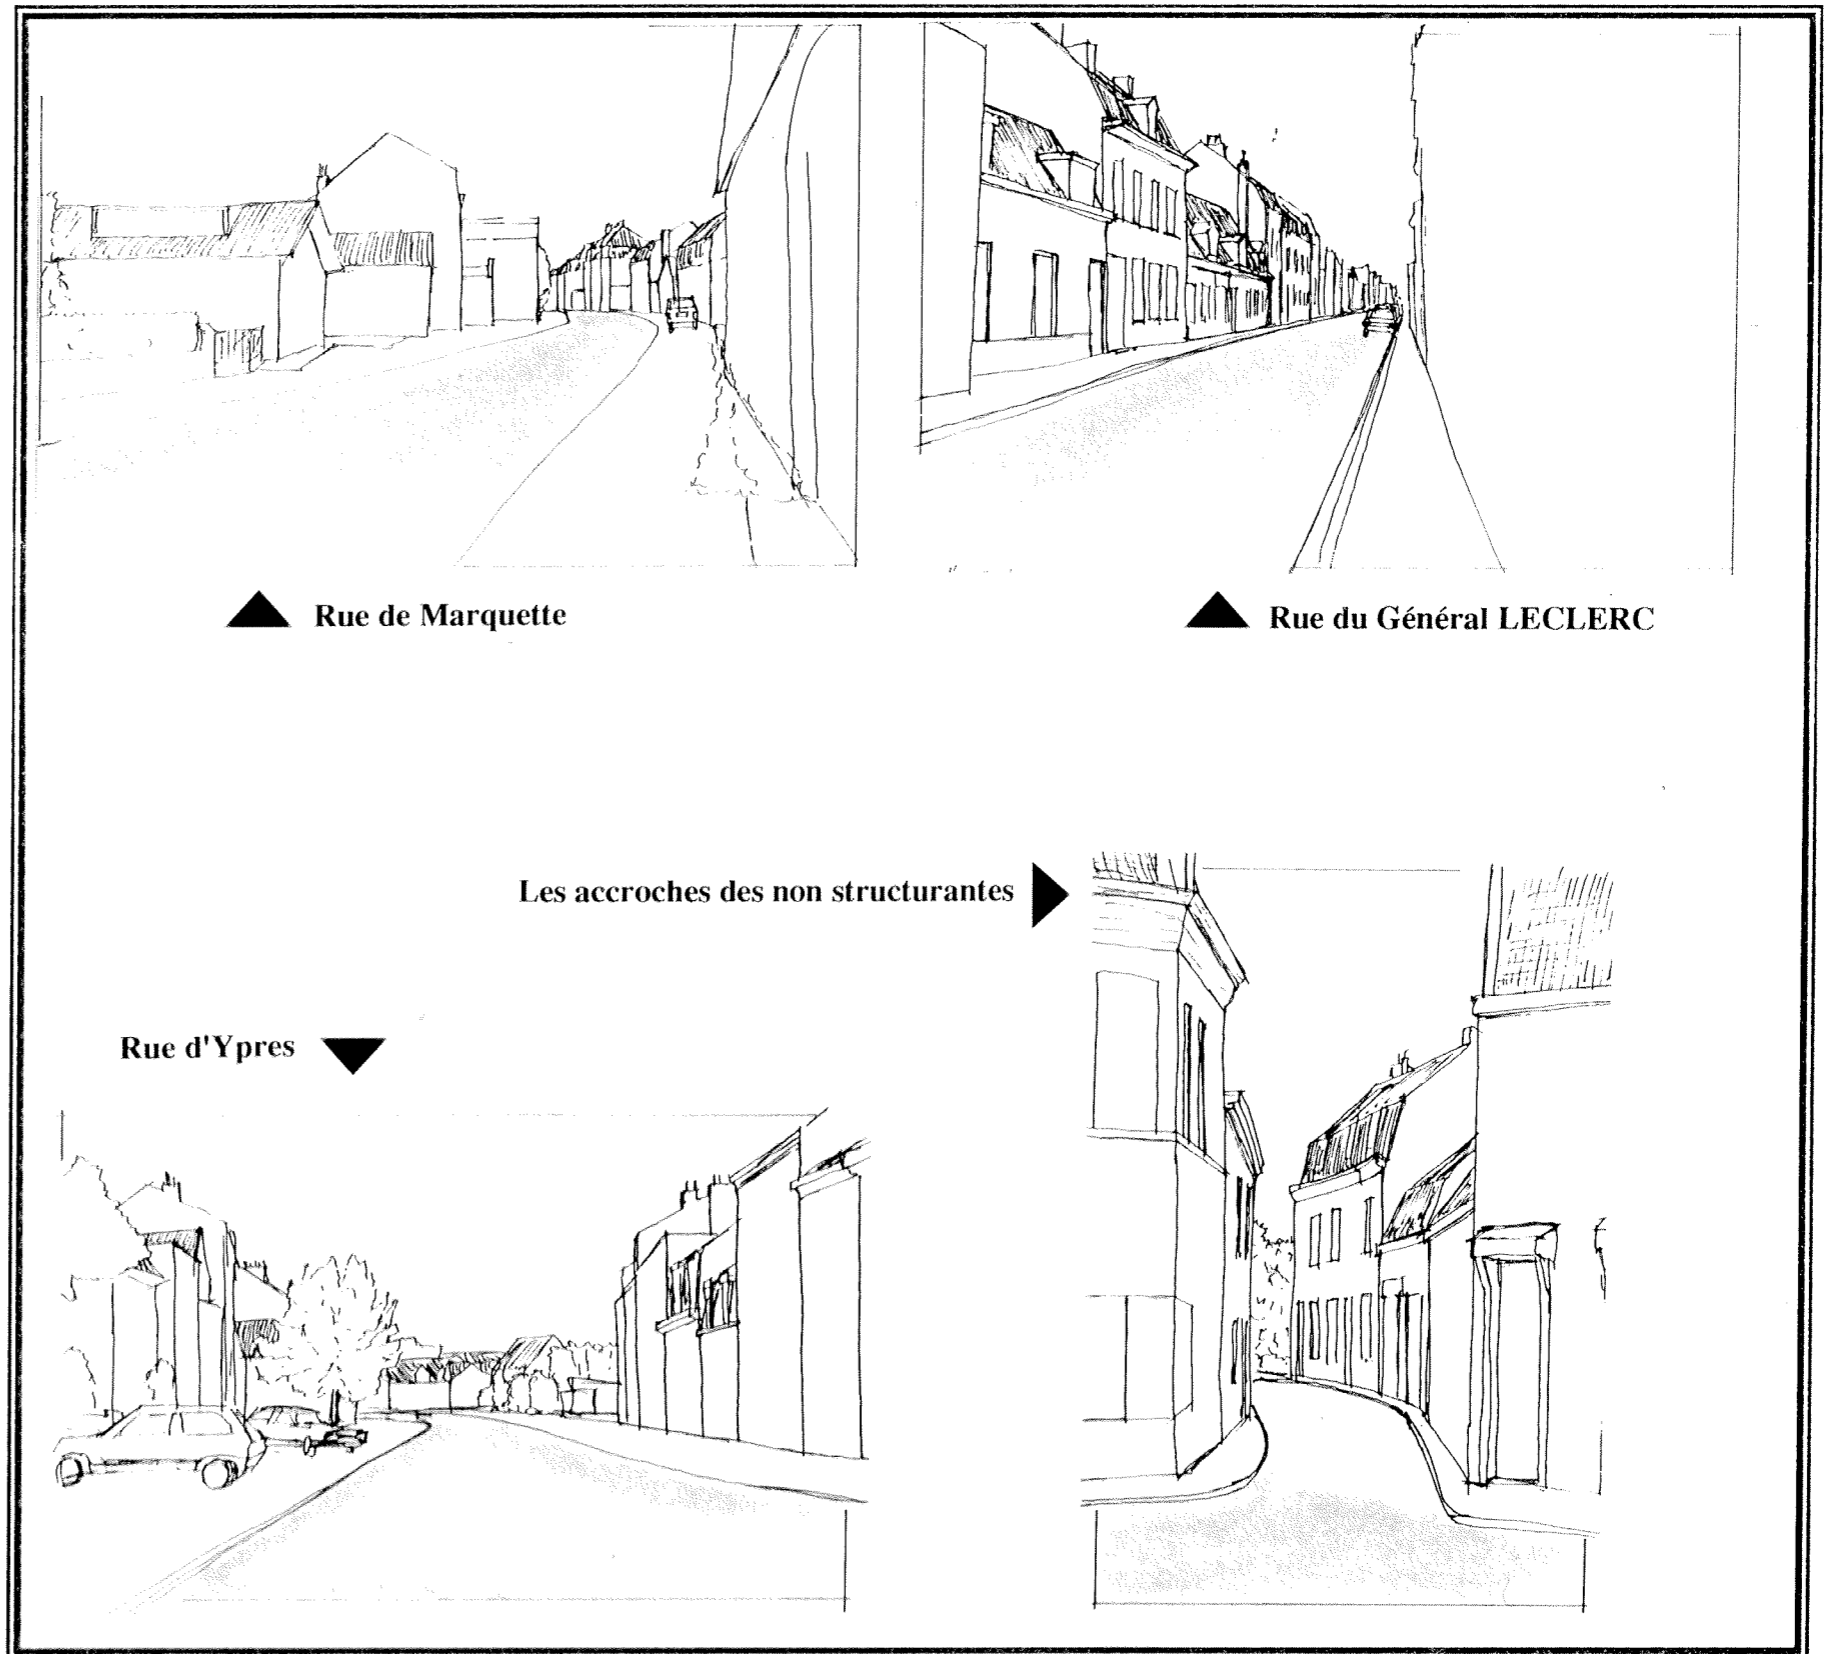 Rue de Marquette
Rue du Général LECLERC
Les accroches des non structurantes
Rue d'Ypres